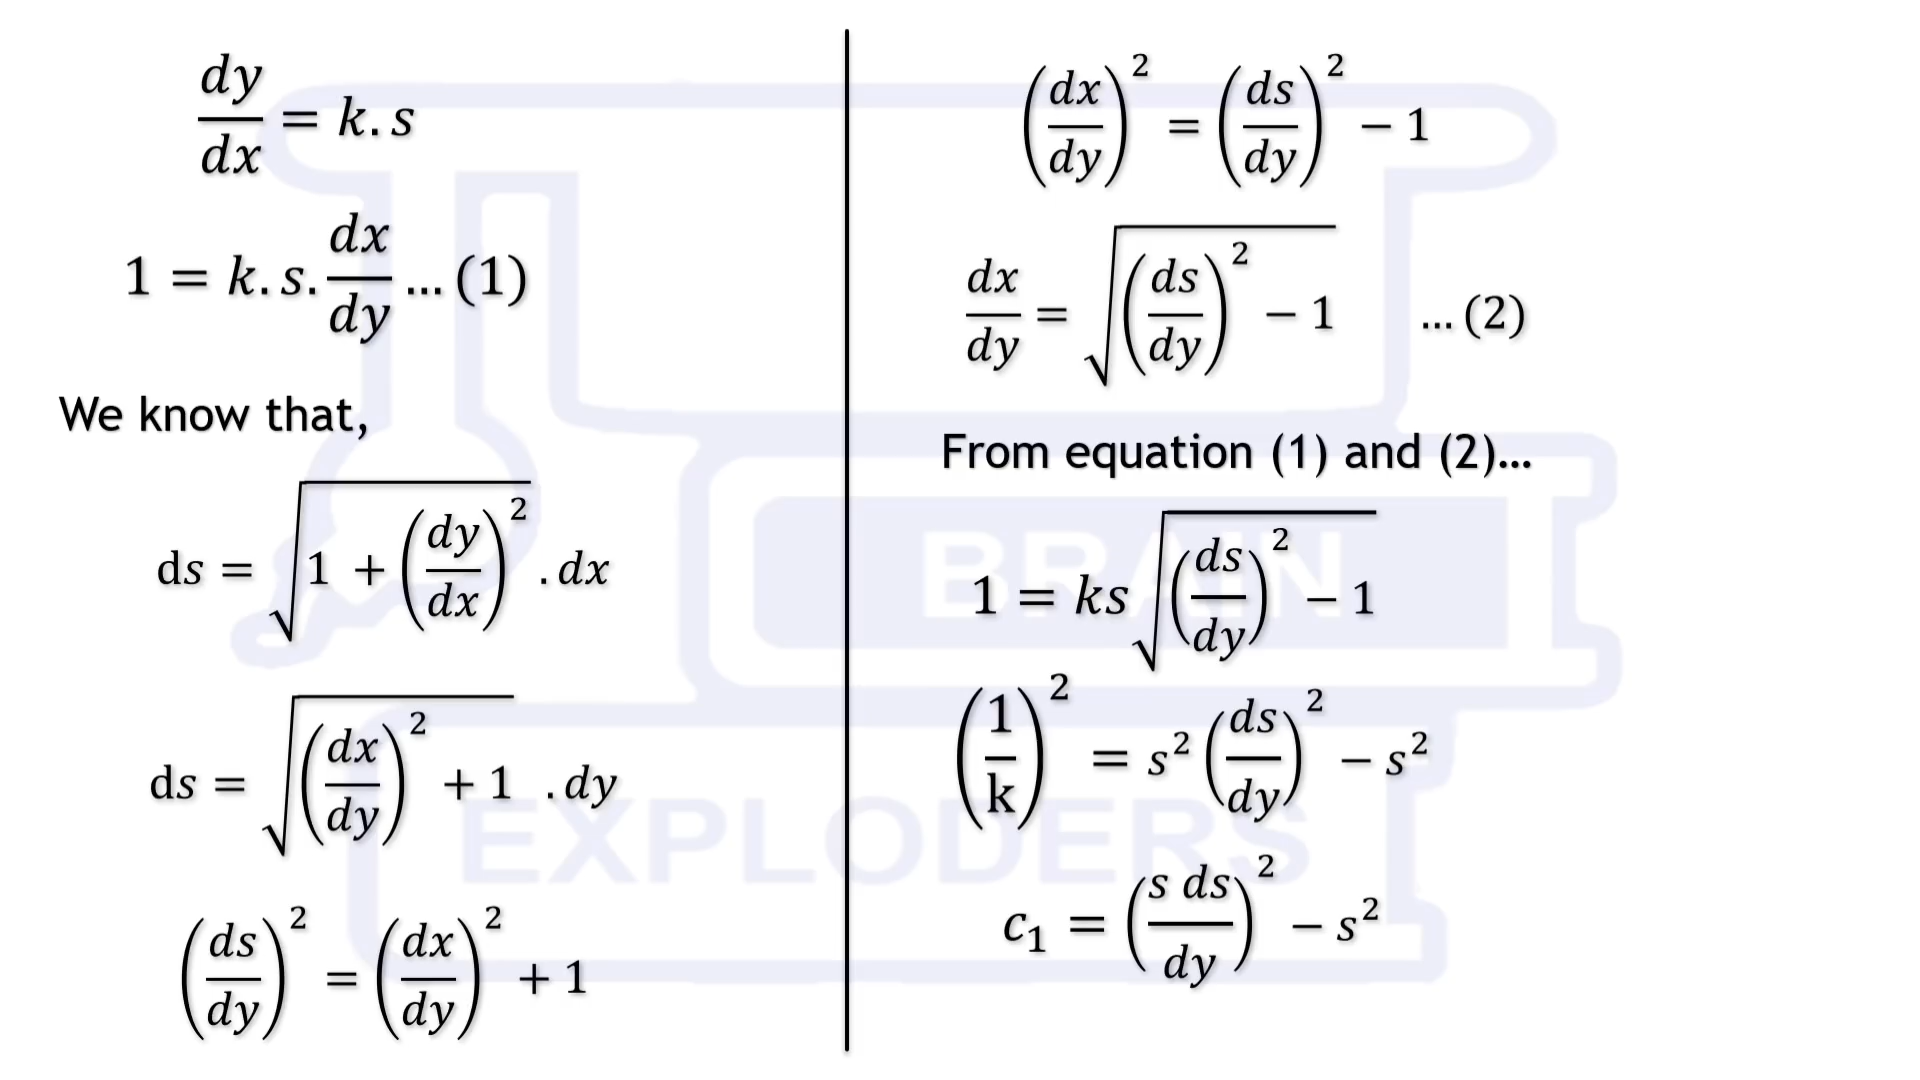 dy/dx = k.s
1 = k.s.dx/dy ... (1)
We know that,
ds = √(1 + (dy/dx)²) .dx
ds = √((dx/dy)² + 1) .dy
(ds/dy)² = (dx/dy)² + 1
(dx/dy)² = (ds/dy)² − 1
dx/dy = √((ds/dy)² − 1) ... (2)
From equation (1) and (2)...
1 = ks √((ds/dy)² − 1)
(1/k)² = s² (ds/dy)² − s²
c₁ = (s ds/dy)² − s²
BRAIN
EXPLODERS